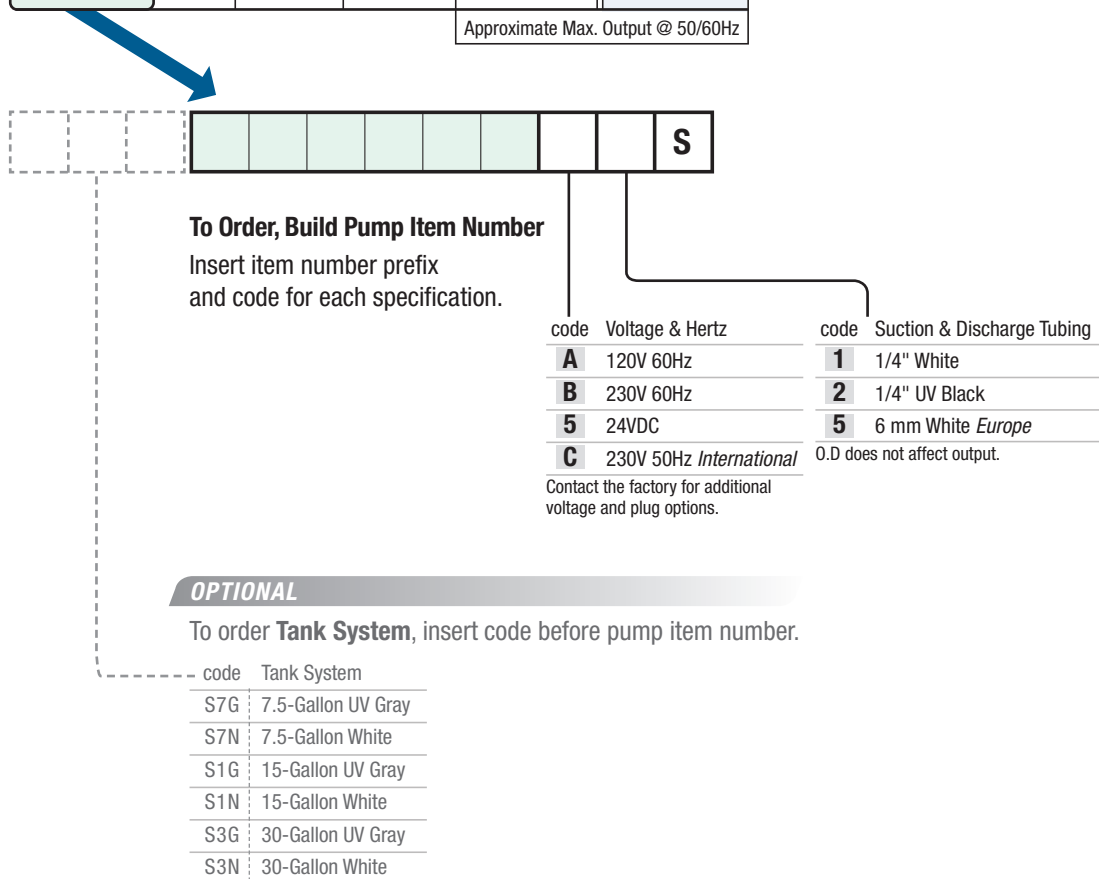 Approximate Max. Output @ 50/60Hz
S
To Order, Build Pump Item Number
Insert item number prefix
and code for each specification.
code Voltage & Hertz
A 120V 60Hz
B 230V 60Hz
5 24VDC
C 230V 50Hz International
Contact the factory for additional
voltage and plug options.
code Suction & Discharge Tubing
1 1/4" White
2 1/4" UV Black
5 6 mm White Europe
O.D does not affect output.
OPTIONAL
To order Tank System, insert code before pump item number.
code Tank System
S7G 7.5-Gallon UV Gray
S7N 7.5-Gallon White
S1G 15-Gallon UV Gray
S1N 15-Gallon White
S3G 30-Gallon UV Gray
S3N 30-Gallon White